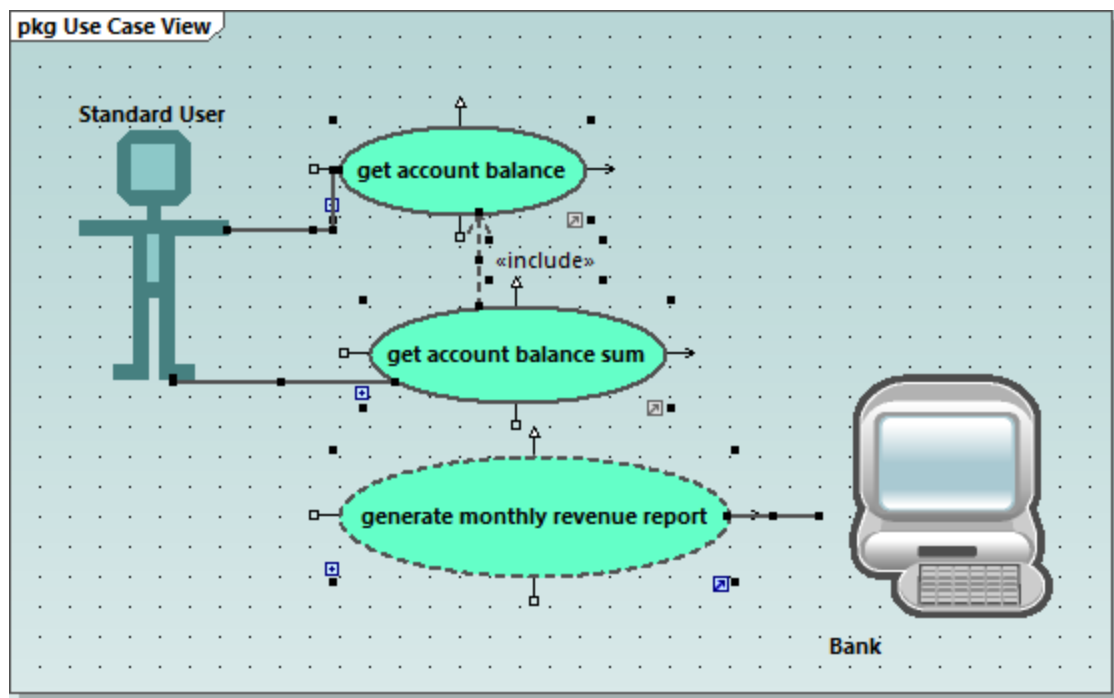 pkg Use Case View
Standard User
get account balance
«include»
get account balance sum
generate monthly revenue report
Bank